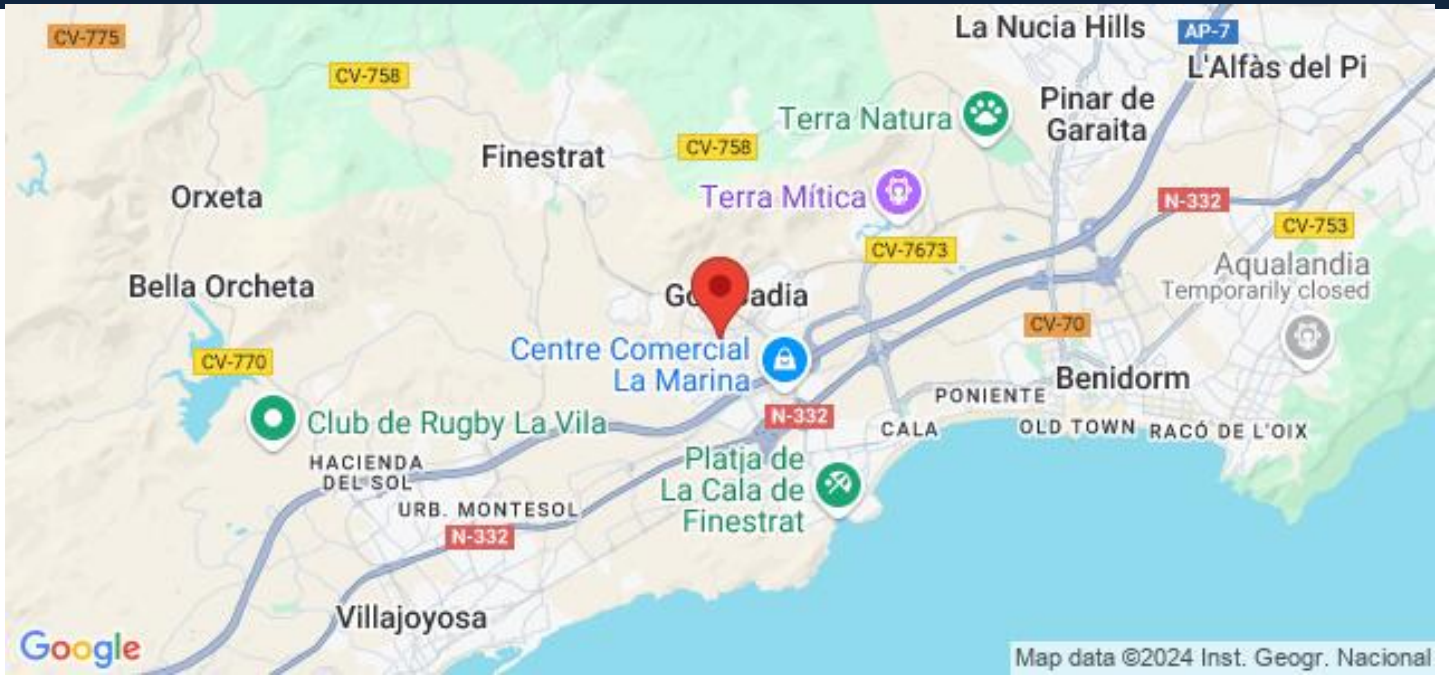 La Nucia Hills
CV-775
AP-7
CV-758
L'Alfàs del Pi
Pinar de
Garaita
Terra Natura
CV-758
Finestrat
Orxeta
Terra Mítica
N-332
CV-753
CV-7673
Aqualandia
Temporarily closed
Bella Orcheta
Go adia
CV-70
Centre Comercial
La Marina
CV-770
Benidorm
PONIENTE
N-332
Club de Rugby La Vila
CALA
OLD TOWN
RACÓ DE L'OIX
HACIENDA
DEL SOL
Platja de
La Cala de
Finestrat
URB. MONTESOL
N-332
Villajoyosa
Google
Map data ©2024 Inst. Geogr. Nacional